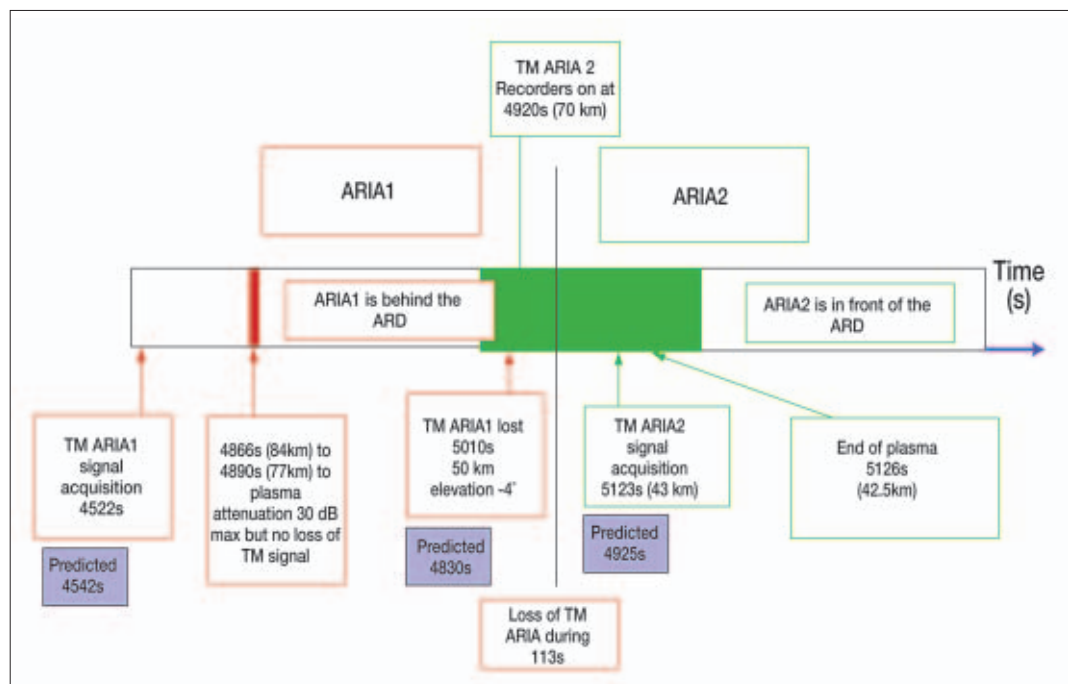 TM ARIA 2
Recorders on at
4920s (70 km)
ARIA1
ARIA2
ARIA1 is behind the
ARD
ARIA2 is in front of the
ARD
Time
(s)
TM ARIA1
signal
acquisition
4522s
Predicted
4542s
4866s (84km) to
4890s (77km) to
plasma
attenuation 30 dB
max but no loss of
TM signal
TM ARIA1 lost
5010s
50 km
elevation -4°
Predicted
4830s
TM ARIA2
signal
acquisition
5123s (43 km)
Predicted
4925s
End of plasma
5126s
(42.5km)
Loss of TM
ARIA during
113s